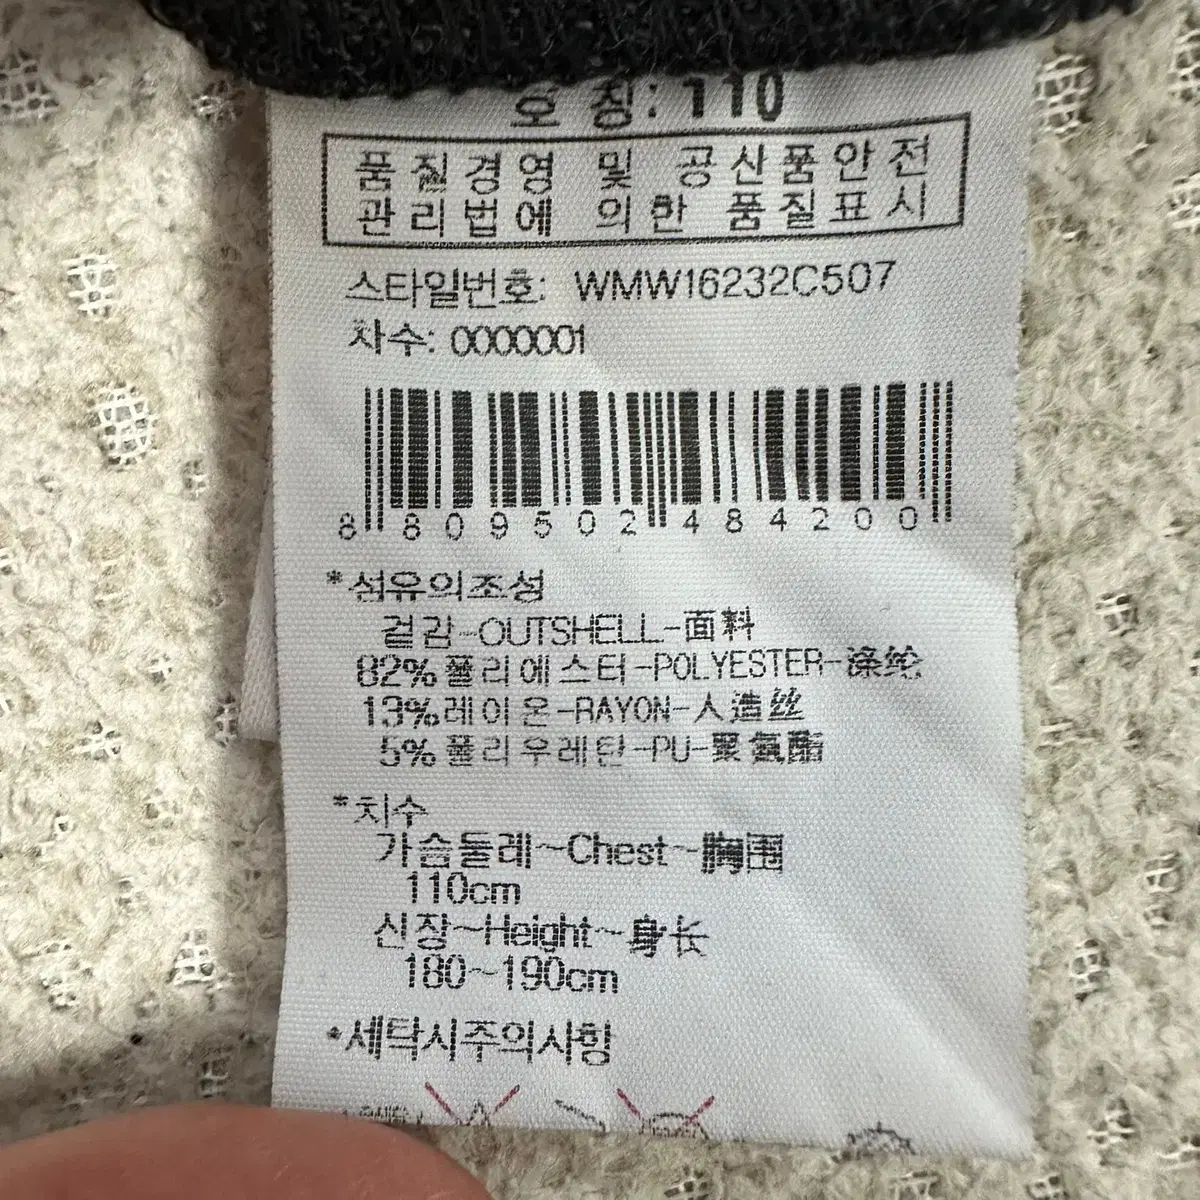 호 칭: 110
품질경영 및 공산품안전
관리법에 의한 품질표시
스타일번호: WMW16232C507
차수: 0000001
8 809502 484200
*섬유의조성
겉감-OUTSHELL-面料
82%폴리에스터-POLYESTER-涤纶
13%레이온-RAYON-人造丝
5%폴리우레탄-PU-聚氨酯
*치수
가슴둘레~Chest~胸围
110cm
신장~Height~身长
180~190cm
*세탁시주의사항